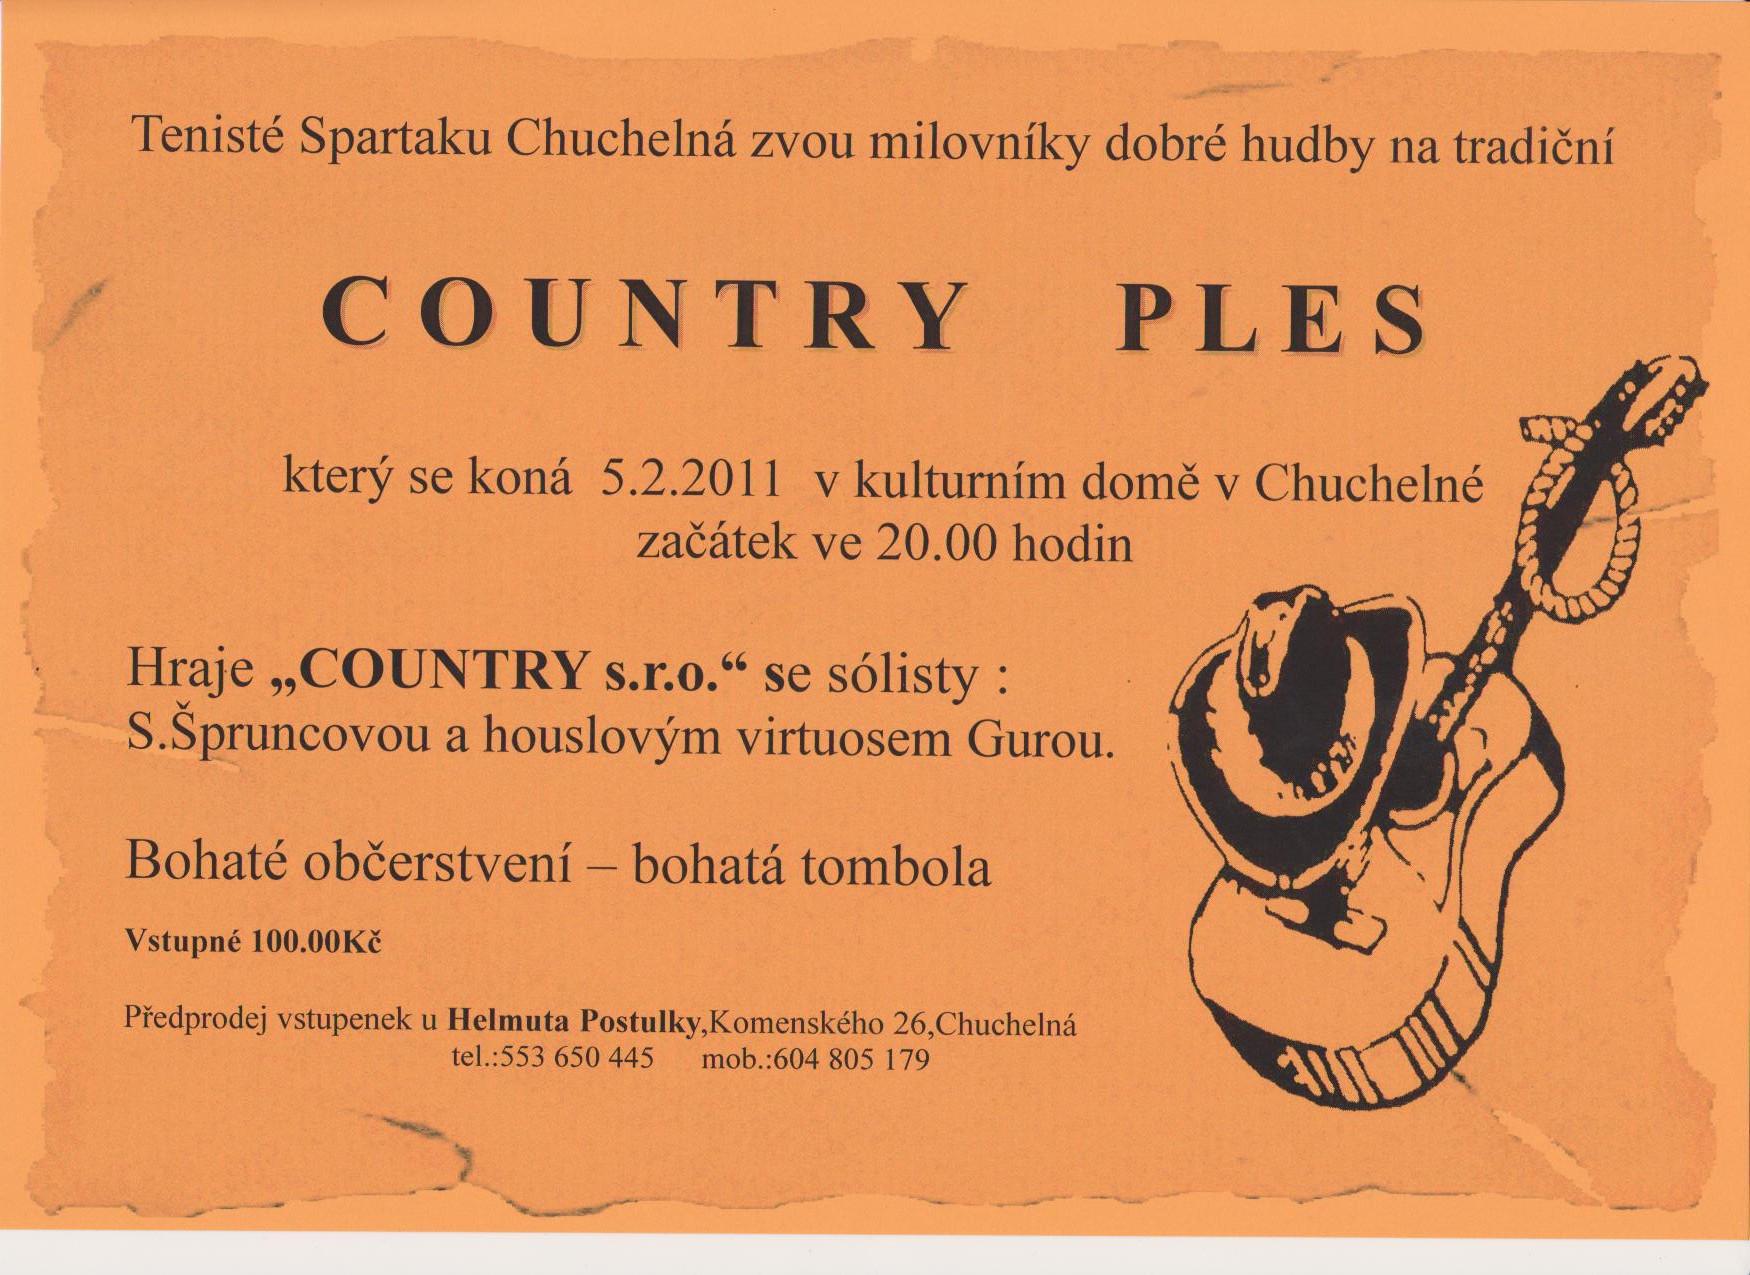 Tenisté Spartaku Chuchelná zvou milovníky dobré hudby na tradiční
COUNTRY PLES
který se koná 5.2.2011 v kulturním domě v Chuchelné
začátek ve 20.00 hodin
Hraje „COUNTRY s.r.o.“ se sólisty :
S.Špruncovou a houslovým virtuosem Gurou.
Bohaté občerstvení – bohatá tombola
Vstupné 100.00Kč
Předprodej vstupenek u Helmuta Postulky,Komenského 26,Chuchelná
tel.:553 650 445 mob.:604 805 179